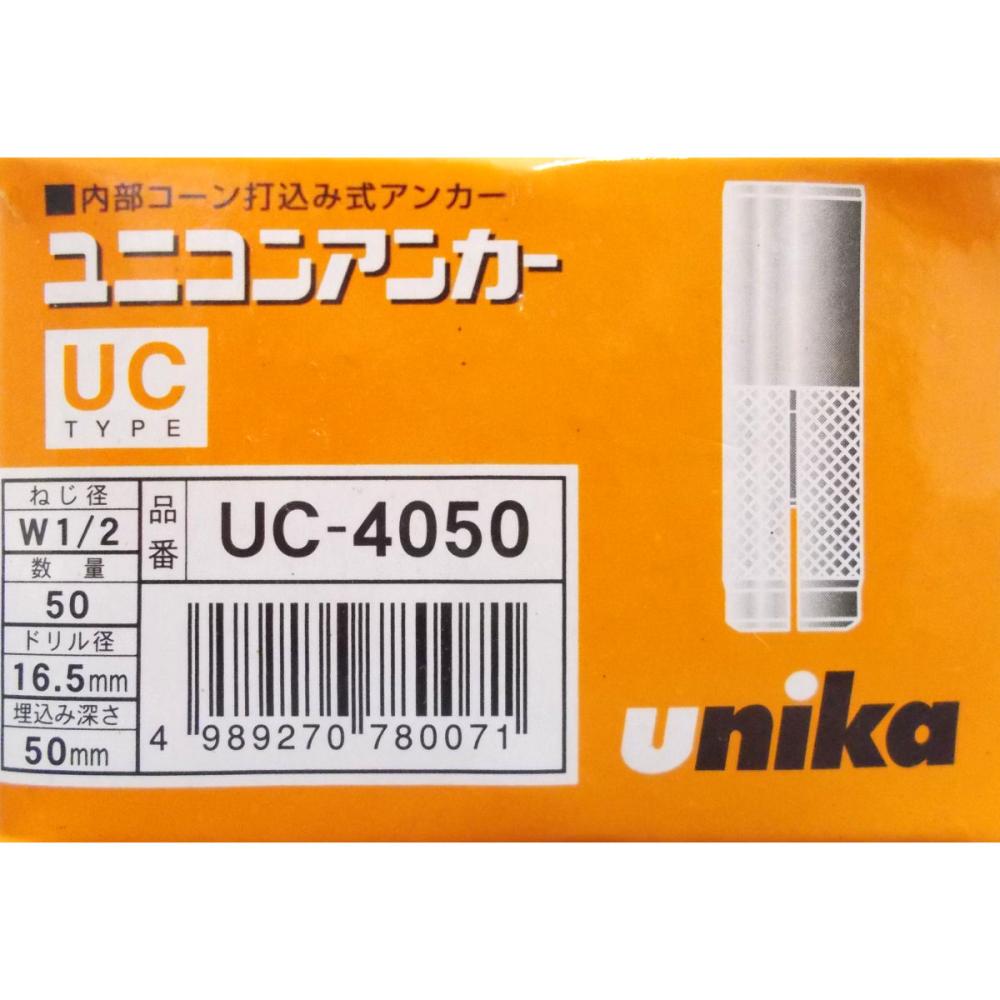 ■内部コーン打込み式アンカー
ユニコンアンカー
UC
TYPE
ねじ径
W1/2
数量
50
ドリル径
16.5mm
埋込み深さ
50mm
品番
UC-4050
4 989270 780071
unika